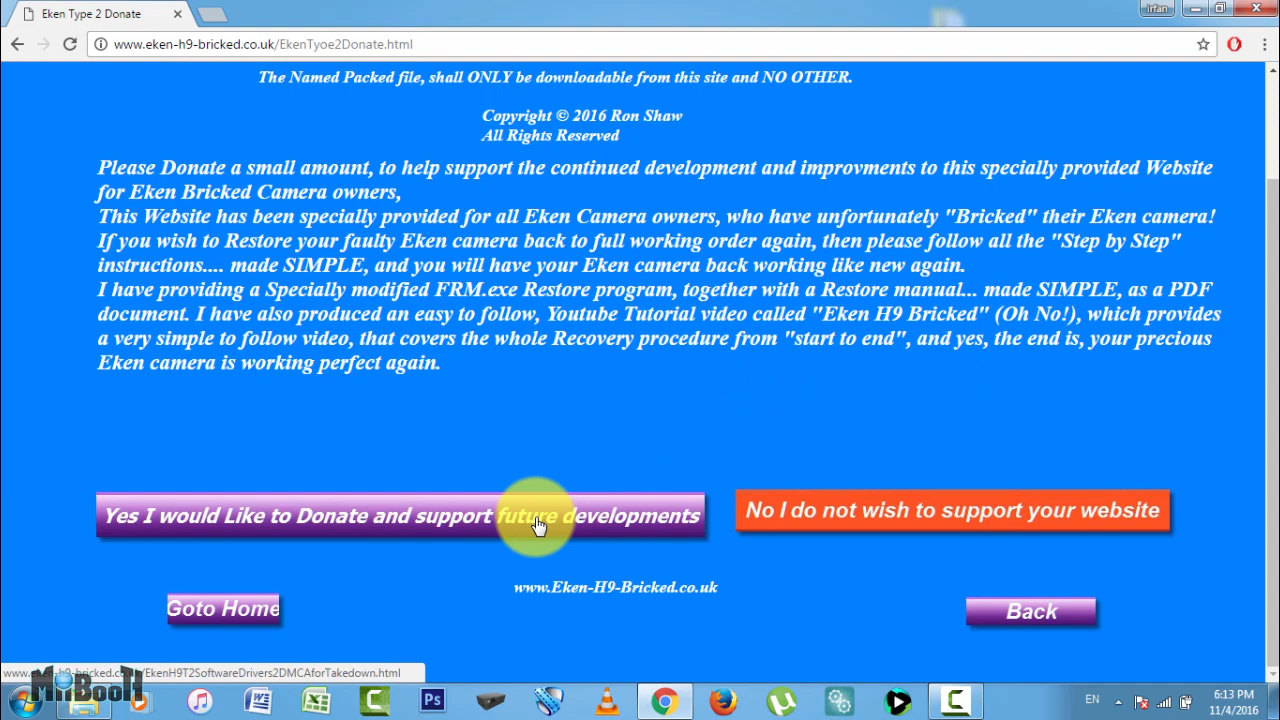 Eken Type 2 Donate
Irfan
www.eken-h9-bricked.co.uk/EkenTyoe2Donate.html
The Named Packed file, shall ONLY be downloadable from this site and NO OTHER.
Copyright © 2016 Ron Shaw
All Rights Reserved
Please Donate a small amount, to help support the continued development and improvments to this specially provided Website
for Eken Bricked Camera owners,
This Website has been specially provided for all Eken Camera owners, who have unfortunately "Bricked" their Eken camera!
If you wish to Restore your faulty Eken camera back to full working order again, then please follow all the "Step by Step"
instructions.... made SIMPLE, and you will have your Eken camera back working like new again.
I have providing a Specially modified FRM.exe Restore program, together with a Restore manual... made SIMPLE, as a PDF
document. I have also produced an easy to follow, Youtube Tutorial video called "Eken H9 Bricked" (Oh No!), which provides
a very simple to follow video, that covers the whole Recovery procedure from "start to end", and yes, the end is, your precious
Eken camera is working perfect again.
Yes I would Like to Donate and support future developments
No I do not wish to support your website
www.Eken-H9-Bricked.co.uk
Goto Home
Back
www.eken-h9-bricked.co.uk/EkenH9T2SoftwareDrivers2DMCAforTakedown.html
MrBooH
EN
6:13 PM
11/4/2016